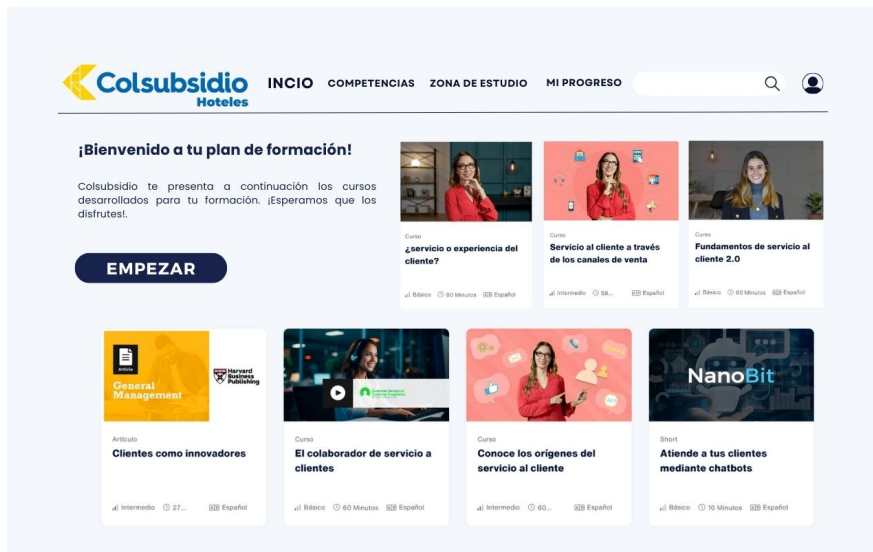 Colsubsidio
Hoteles
INCIO COMPETENCIAS ZONA DE ESTUDIO MI PROGRESO
¡Bienvenido a tu plan de formación!
Colsubsidio te presenta a continuación los cursos
desarrollados para tu formación. ¡Esperamos que los
disfrutes!.
EMPEZAR
Curso
¿servicio o experiencia del
cliente?
Básico 60 Minutos Español
Curso
Servicio al cliente a través
de los canales de venta
Intermedio 59... Español
Curso
Fundamentos de servicio al
cliente 2.0
Básico 60 Minutos Español
Article
General
Management
Harvard
Business
Publishing
Artículo
Clientes como innovadores
Intermedio 27... Español
Curso
El colaborador de servicio a
clientes
Básico 60 Minutos Español
Curso
Conoce los orígenes del
servicio al cliente
Intermedio 60... Español
NanoBit
Short
Atiende a tus clientes
mediante chatbots
Básico 10 Minutos Español